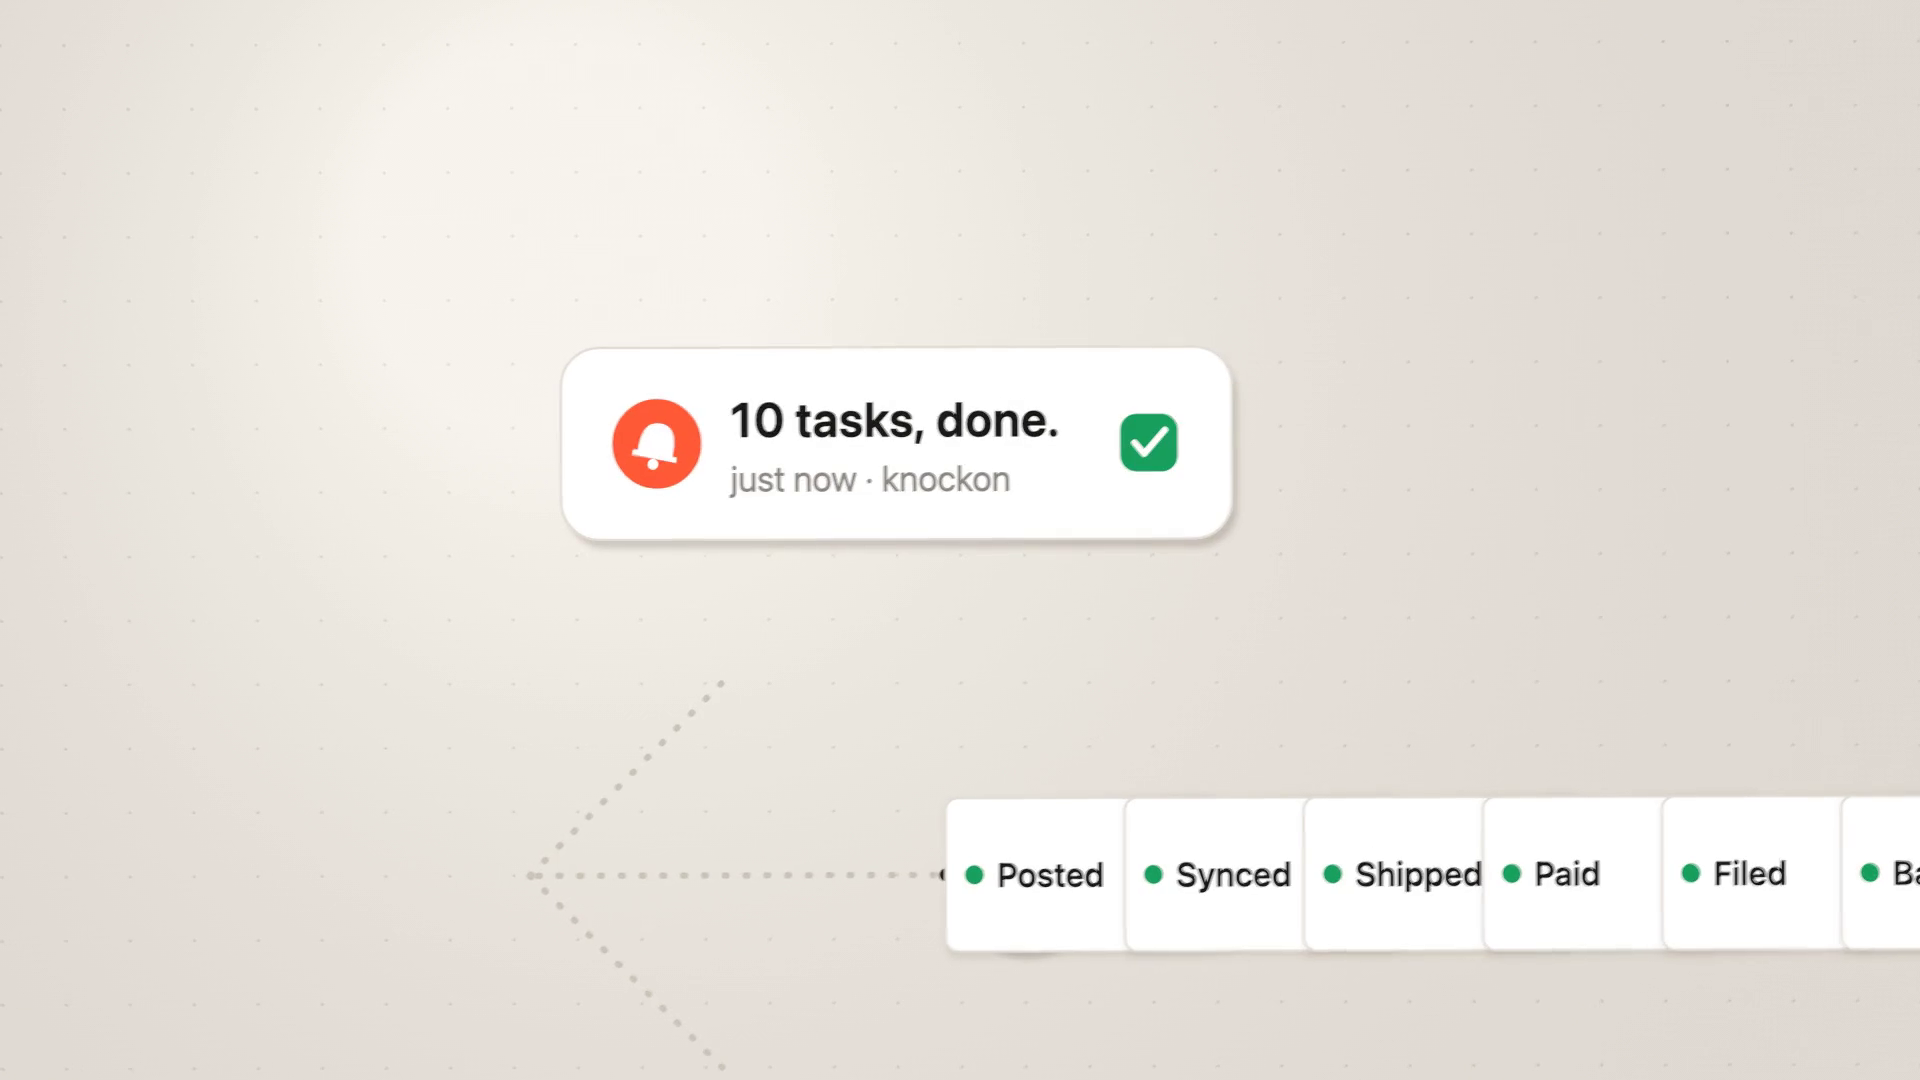 10 tasks, done.
just now · knockon
Posted
Synced
Shipped
Paid
Filed